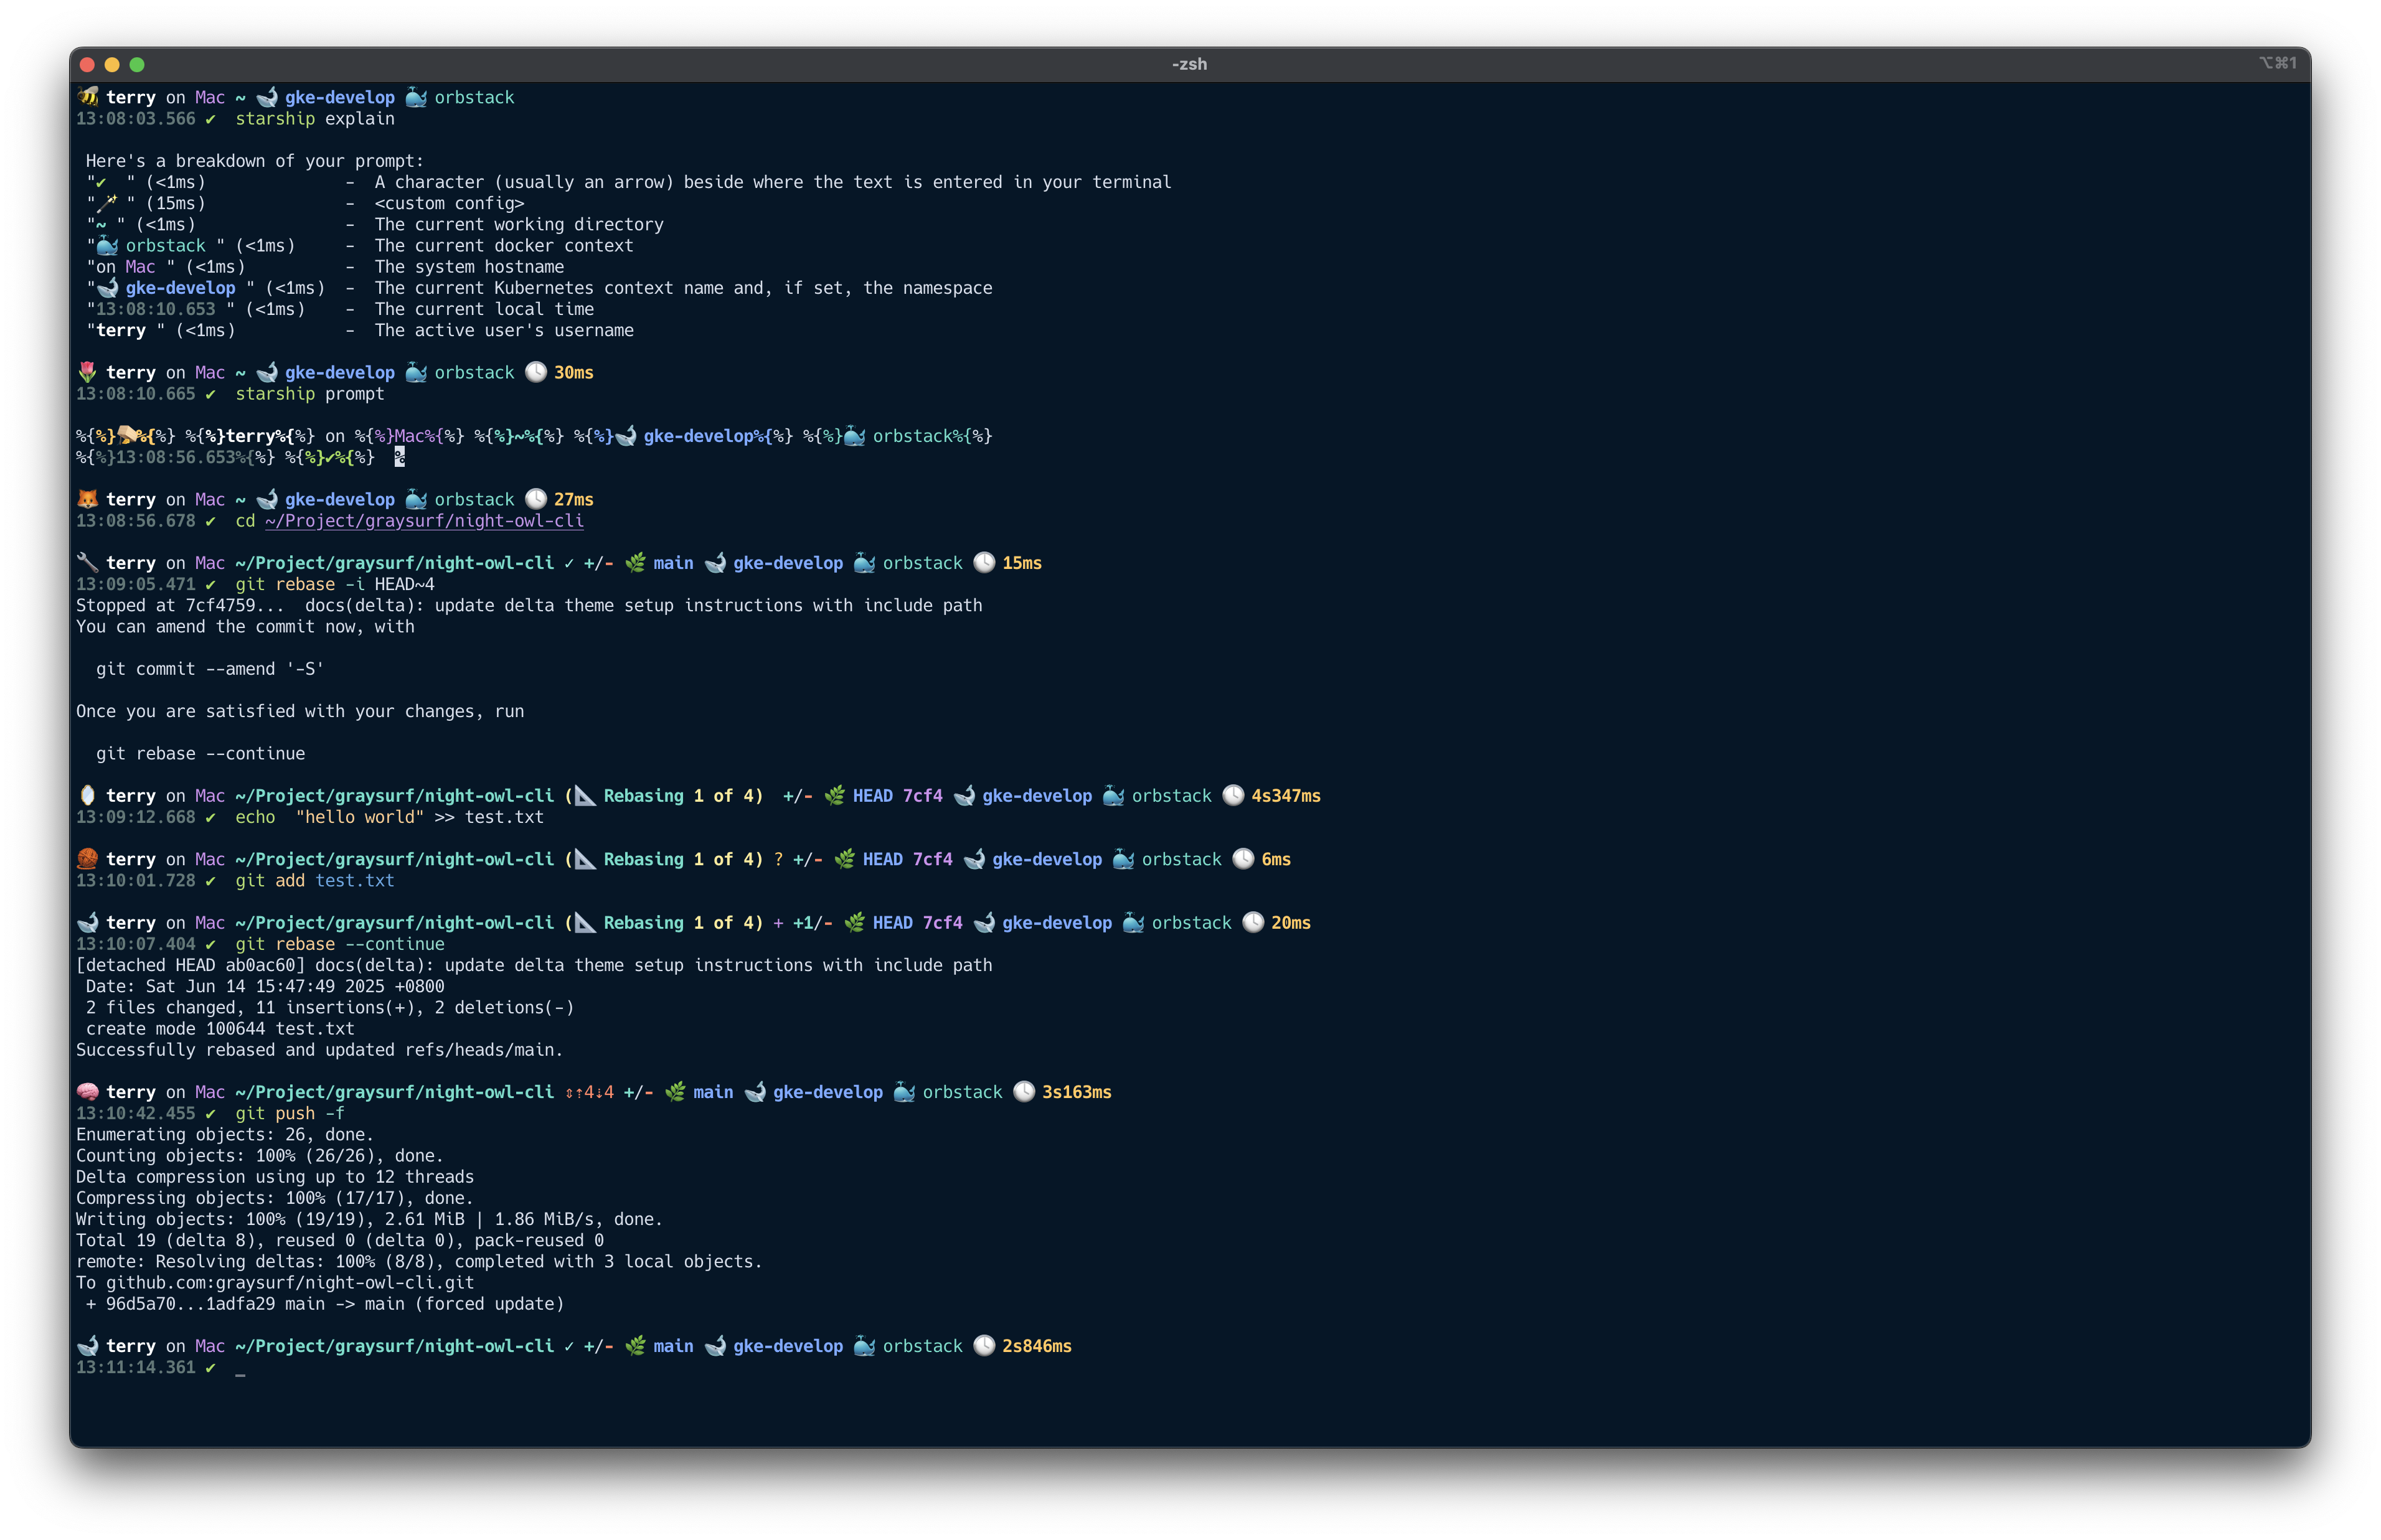 -zsh
⌥⌘1
🐝 terry on Mac ~ 🐋 gke-develop 🐳 orbstack
13:08:03.566 ✔  starship explain
Here's a breakdown of your prompt:
"✔  " (<1ms)              -  A character (usually an arrow) beside where the text is entered in your terminal
"🪄 " (15ms)              -  <custom config>
"~ " (<1ms)               -  The current working directory
"🐳 orbstack " (<1ms)     -  The current docker context
"on Mac " (<1ms)          -  The system hostname
"🐋 gke-develop " (<1ms)  -  The current Kubernetes context name and, if set, the namespace
"13:08:10.653 " (<1ms)    -  The current local time
"terry " (<1ms)           -  The active user's username
🌷 terry on Mac ~ 🐋 gke-develop 🐳 orbstack 🕓 30ms
13:08:10.665 ✔  starship prompt
%{%}%{%} %{%}terry%{%} on %{%}Mac%{%} %{%}~%{%} %{%}🐋 gke-develop%{%} %{%}🐳 orbstack%{%}
%{%}13:08:56.653%{%} %{%}✔%{%}  %
🦊 terry on Mac ~ 🐋 gke-develop 🐳 orbstack 🕓 27ms
13:08:56.678 ✔  cd ~/Project/graysurf/night-owl-cli
🔧 terry on Mac ~/Project/graysurf/night-owl-cli ✓ +/- 🌿 main 🐋 gke-develop 🐳 orbstack 🕓 15ms
13:09:05.471 ✔  git rebase -i HEAD~4
Stopped at 7cf4759...  docs(delta): update delta theme setup instructions with include path
You can amend the commit now, with
git commit --amend '-S'
Once you are satisfied with your changes, run
git rebase --continue
🪞 terry on Mac ~/Project/graysurf/night-owl-cli (📐 Rebasing 1 of 4)  +/- 🌿 HEAD 7cf4 🐋 gke-develop 🐳 orbstack 🕓 4s347ms
13:09:12.668 ✔  echo  "hello world" >> test.txt
🧶 terry on Mac ~/Project/graysurf/night-owl-cli (📐 Rebasing 1 of 4) ? +/- 🌿 HEAD 7cf4 🐋 gke-develop 🐳 orbstack 🕓 6ms
13:10:01.728 ✔  git add test.txt
🐋 terry on Mac ~/Project/graysurf/night-owl-cli (📐 Rebasing 1 of 4) + +1/- 🌿 HEAD 7cf4 🐋 gke-develop 🐳 orbstack 🕓 20ms
13:10:07.404 ✔  git rebase --continue
[detached HEAD ab0ac60] docs(delta): update delta theme setup instructions with include path
Date: Sat Jun 14 15:47:49 2025 +0800
2 files changed, 11 insertions(+), 2 deletions(-)
create mode 100644 test.txt
Successfully rebased and updated refs/heads/main.
🧠 terry on Mac ~/Project/graysurf/night-owl-cli ⇕⇡4⇣4 +/- 🌿 main 🐋 gke-develop 🐳 orbstack 🕓 3s163ms
13:10:42.455 ✔  git push -f
Enumerating objects: 26, done.
Counting objects: 100% (26/26), done.
Delta compression using up to 12 threads
Compressing objects: 100% (17/17), done.
Writing objects: 100% (19/19), 2.61 MiB | 1.86 MiB/s, done.
Total 19 (delta 8), reused 0 (delta 0), pack-reused 0
remote: Resolving deltas: 100% (8/8), completed with 3 local objects.
To github.com:graysurf/night-owl-cli.git
+ 96d5a70...1adfa29 main -> main (forced update)
🐋 terry on Mac ~/Project/graysurf/night-owl-cli ✓ +/- 🌿 main 🐋 gke-develop 🐳 orbstack 🕓 2s846ms
13:11:14.361 ✔  _